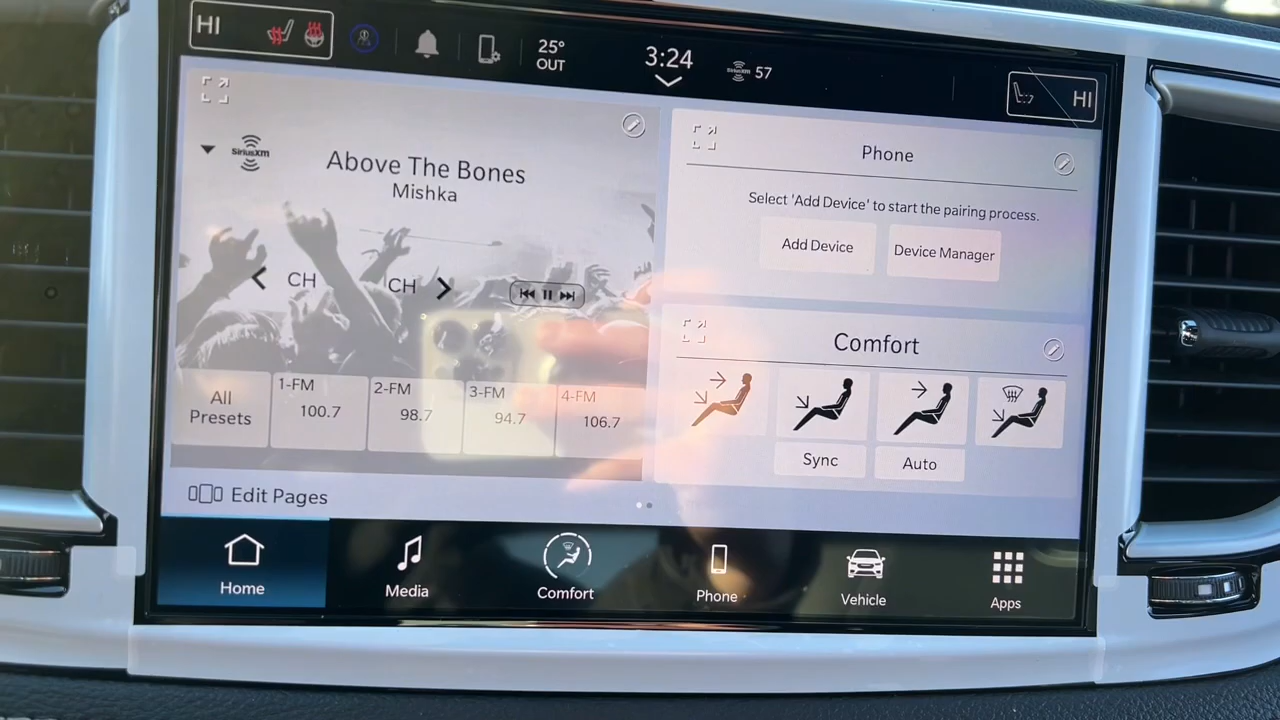 HI
25°
OUT
3:24
SiriusXM 57
HI
SiriusXM
Above The Bones
Mishka
CH
CH
All
Presets
1-FM
100.7
2-FM
98.7
3-FM
94.7
4-FM
106.7
Phone
Select 'Add Device' to start the pairing process.
Add Device
Device Manager
Comfort
Sync
Auto
Edit Pages
Home
Media
Comfort
Phone
Vehicle
Apps